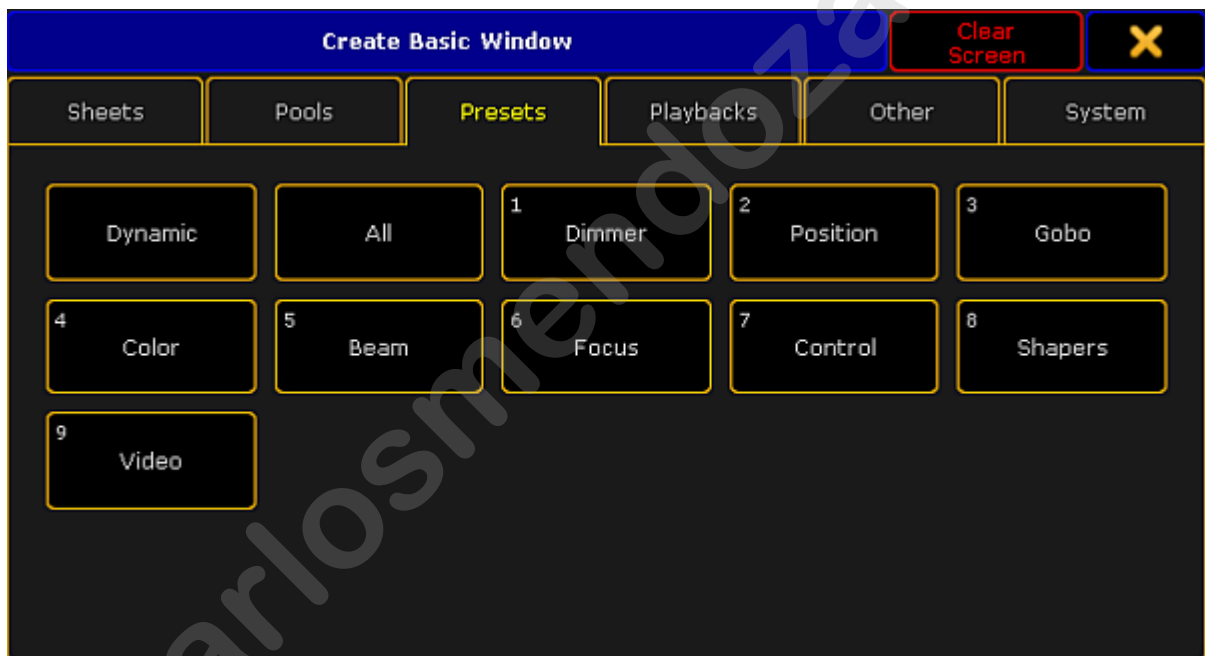 Create Basic Window
Clear
Screen
Sheets Pools Presets Playbacks Other System
Dynamic All 1 Dimmer 2 Position 3 Gobo
4 Color 5 Beam 6 Focus 7 Control 8 Shapers
9 Video
arlosmendoza